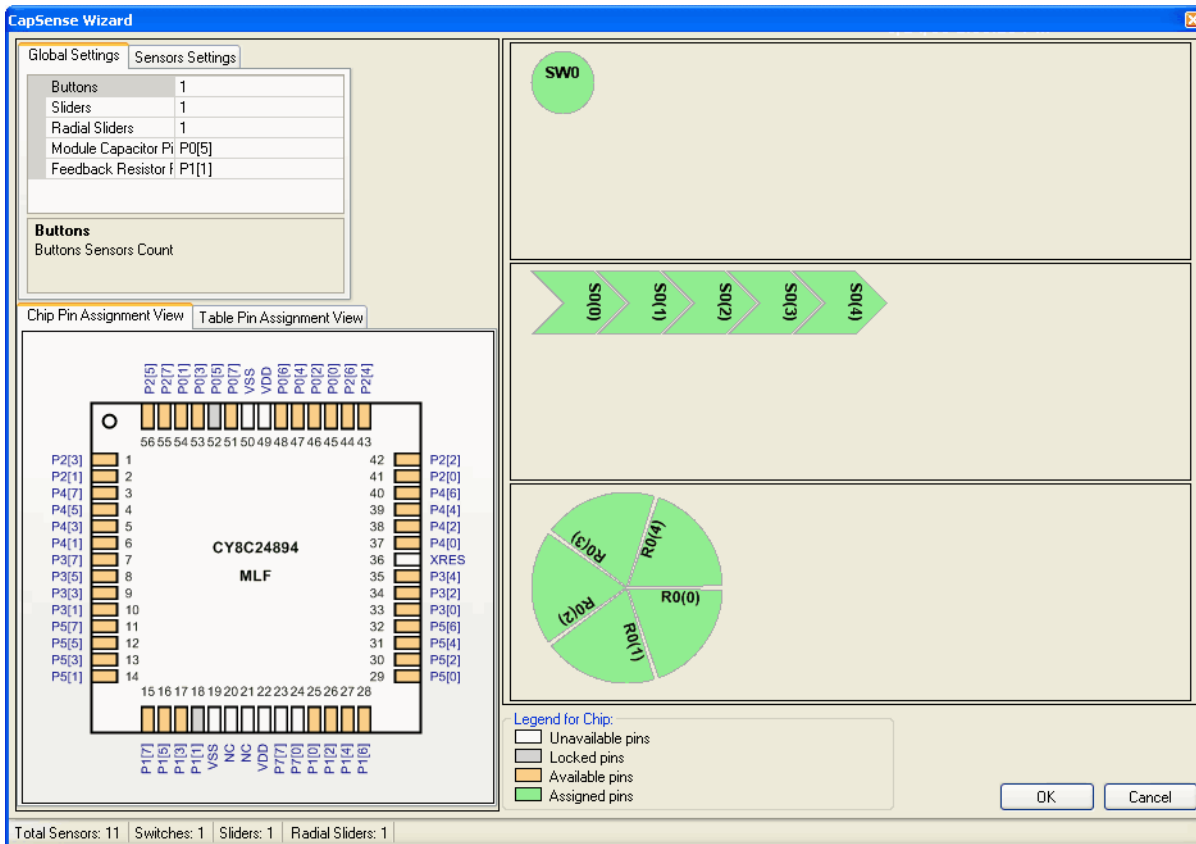 CapSense Wizard
Global Settings
Sensors Settings
Buttons 1
Sliders 1
Radial Sliders 1
Module Capacitor Pi P0[5]
Feedback Resistor F P1[1]
Buttons
Buttons Sensors Count
Chip Pin Assignment View
Table Pin Assignment View
P2[5] P2[7] P0[1] P0[3] P0[5] P0[7] VSS VDD P0[6] P0[4] P0[2] P0[0] P2[6] P2[4]
56 55 54 53 52 51 50 49 48 47 46 45 44 43
P2[3] 1 42 P2[2]
P2[1] 2 41 P2[0]
P4[7] 3 40 P4[6]
P4[5] 4 39 P4[4]
P4[3] 5 38 P4[2]
P4[1] 6 37 P4[0]
CY8C24894
P3[7] 7 36 XRES
MLF
P3[5] 8 35 P3[4]
P3[3] 9 34 P3[2]
P3[1] 10 33 P3[0]
P5[7] 11 32 P5[6]
P5[5] 12 31 P5[4]
P5[3] 13 30 P5[2]
P5[1] 14 29 P5[0]
15 16 17 18 19 20 21 22 23 24 25 26 27 28
P1[7] P1[5] P1[3] P1[1] VSS NC NC VDD P7[7] P7[0] P1[0] P1[2] P1[4] P1[6]
SW0
S0(0) S0(1) S0(2) S0(3) S0(4)
R0(3) R0(4)
R0(0)
R0(2) R0(1)
Legend for Chip:
Unavailable pins
Locked pins
Available pins
Assigned pins
OK
Cancel
Total Sensors: 11 Switches: 1 Sliders: 1 Radial Sliders: 1